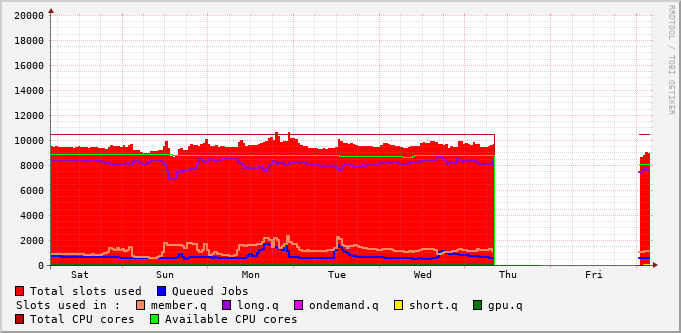 RRDTOOL / TOBI OETIKER
20000
18000
16000
14000
12000
10000
8000
6000
4000
2000
0
Sat Sun Mon Tue Wed Thu Fri
Total slots used Queued Jobs
Slots used in : member.q long.q ondemand.q short.q gpu.q
Total CPU cores Available CPU cores